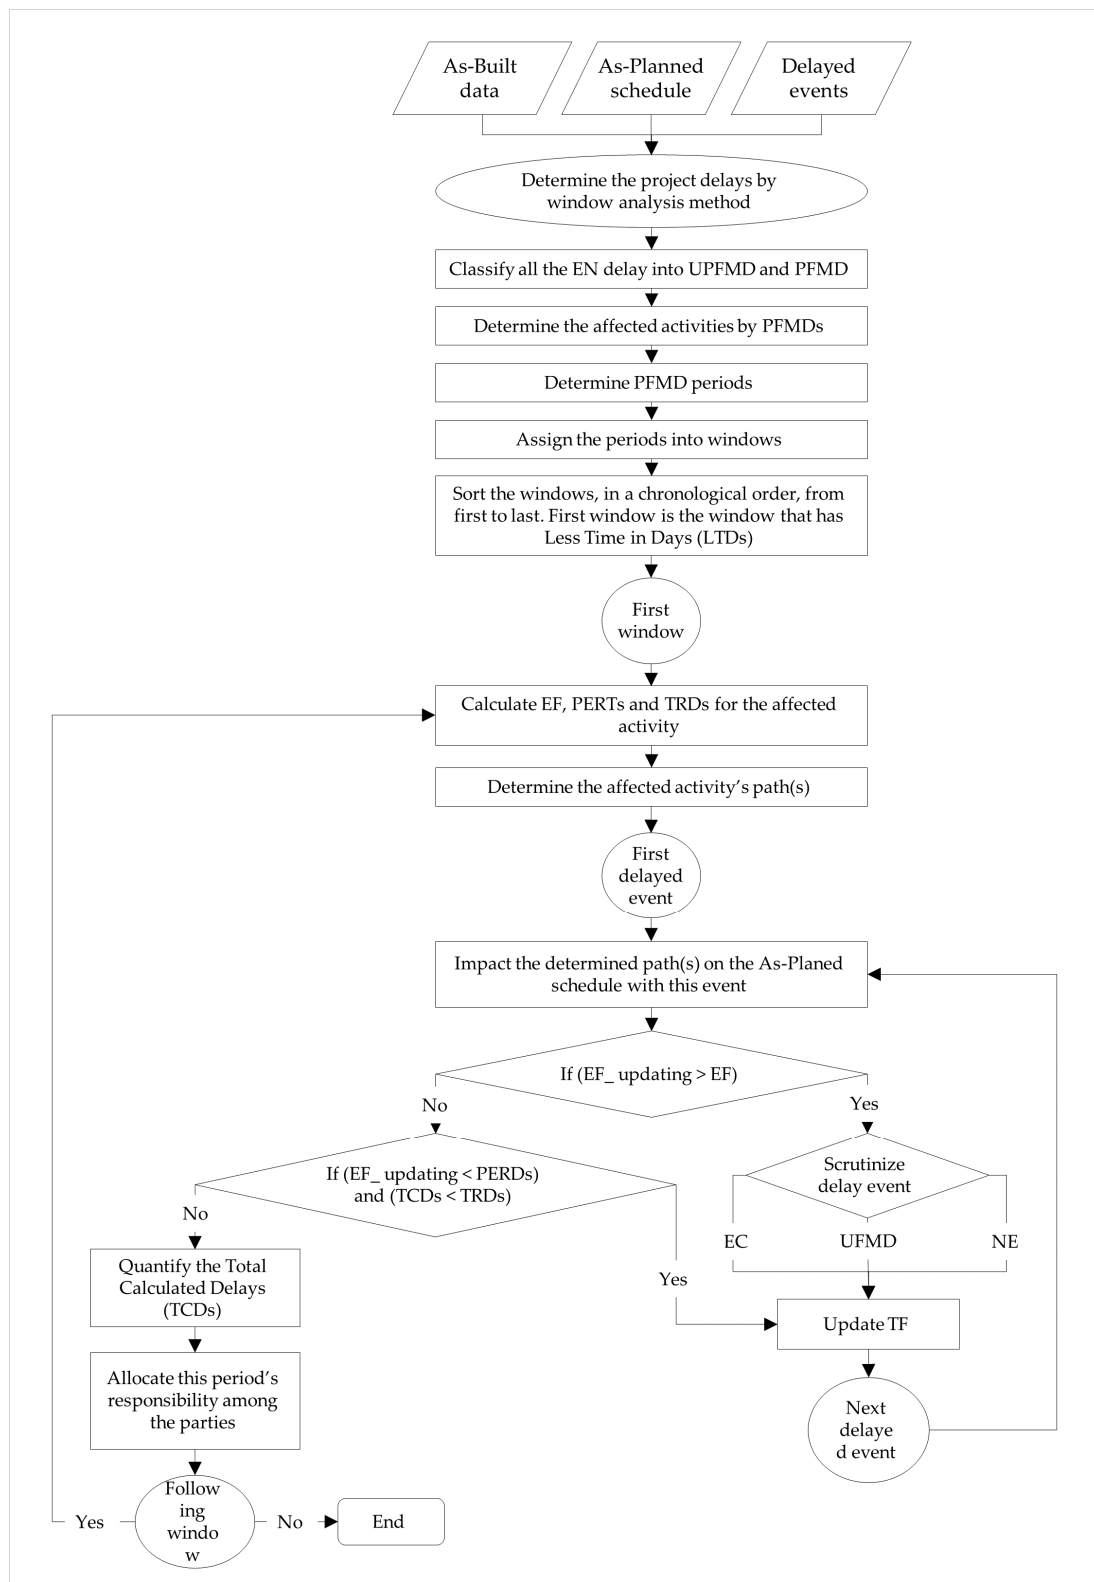 As-Built
data
As-Planned
schedule
Delayed
events
Determine the project delays by
window analysis method
Classify all the EN delay into UPFMD and PFMD
Determine the affected activities by PFMDs
Determine PFMD periods
Assign the periods into windows
Sort the windows, in a chronological order, from
first to last. First window is the window that has
Less Time in Days (LTDs)
First
window
Calculate EF, PERTs and TRDs for the affected
activity
Determine the affected activity's path(s)
First
delayed
event
Impact the determined path(s) on the As-Planed
schedule with this event
If (EF_ updating > EF)
No
Yes
If (EF_ updating < PERDs)
and (TCDs < TRDs)
Scrutinize
delay event
No
EC
UFMD
NE
Quantify the Total
Calculated Delays
(TCDs)
Yes
Update TF
Allocate this period's
responsibility among
the parties
Next
delaye
d event
Follow
ing
windo
w
Yes
No
End